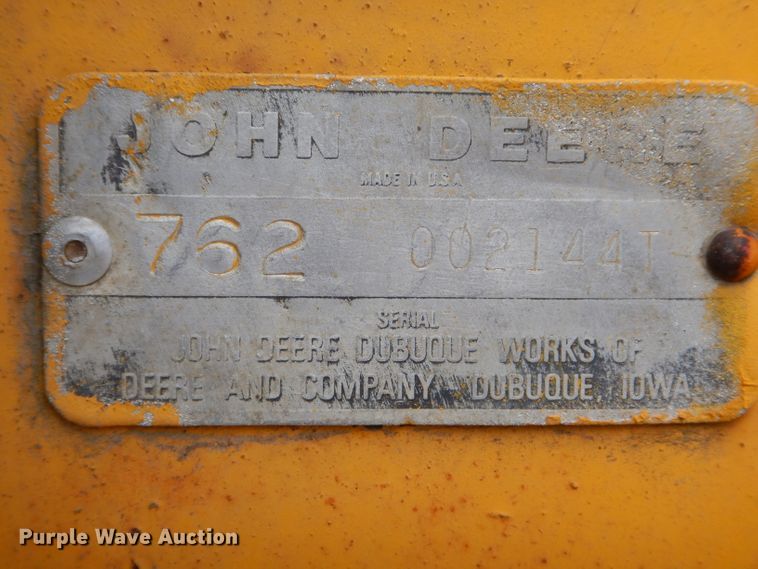 JOHN DEERE
MADE IN U.S.A
762 002144T
SERIAL
JOHN DEERE DUBUQUE WORKS OF
DEERE AND COMPANY DUBUQUE, IOWA
Purple Wave Auction